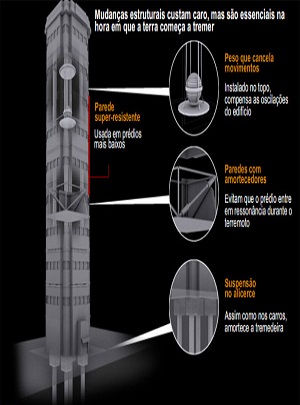 Mudanças estruturais custam caro, mas são essenciais na
hora em que a terra começa a tremer
Peso que cancela
movimentos
Instalado no topo,
compensa as oscilações
do edifício
Parede
super-resistente
Usada em prédios
mais baixos
Paredes com
amortecedores
Evitam que o prédio entre
em ressonância durante o
terremoto
Suspensão
no alicerce
Assim como nos carros,
amortece a tremedeira